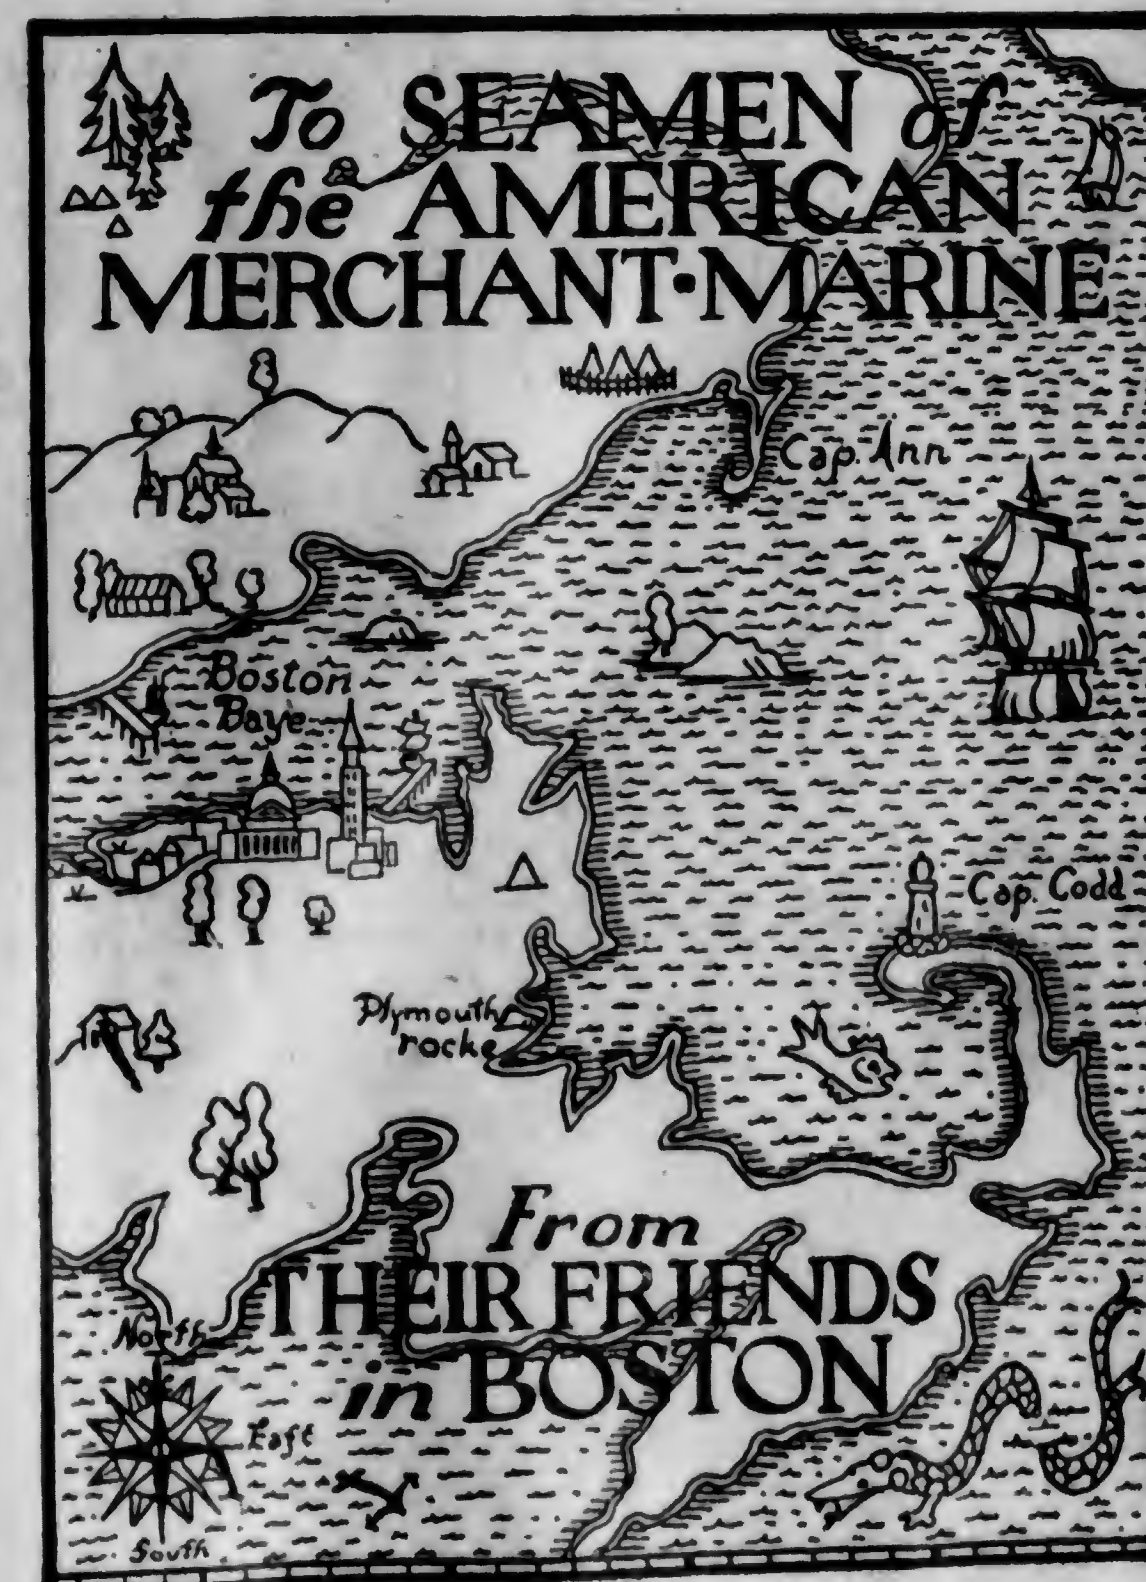 To SEAMEN of
the AMERICAN
MERCHANT·MARINE
Cap. Ann
Boston
Baye
Cap. Codd
Plymouth
rocke
From
THEIR FRIENDS
in BOSTON
North
Eaſt
South